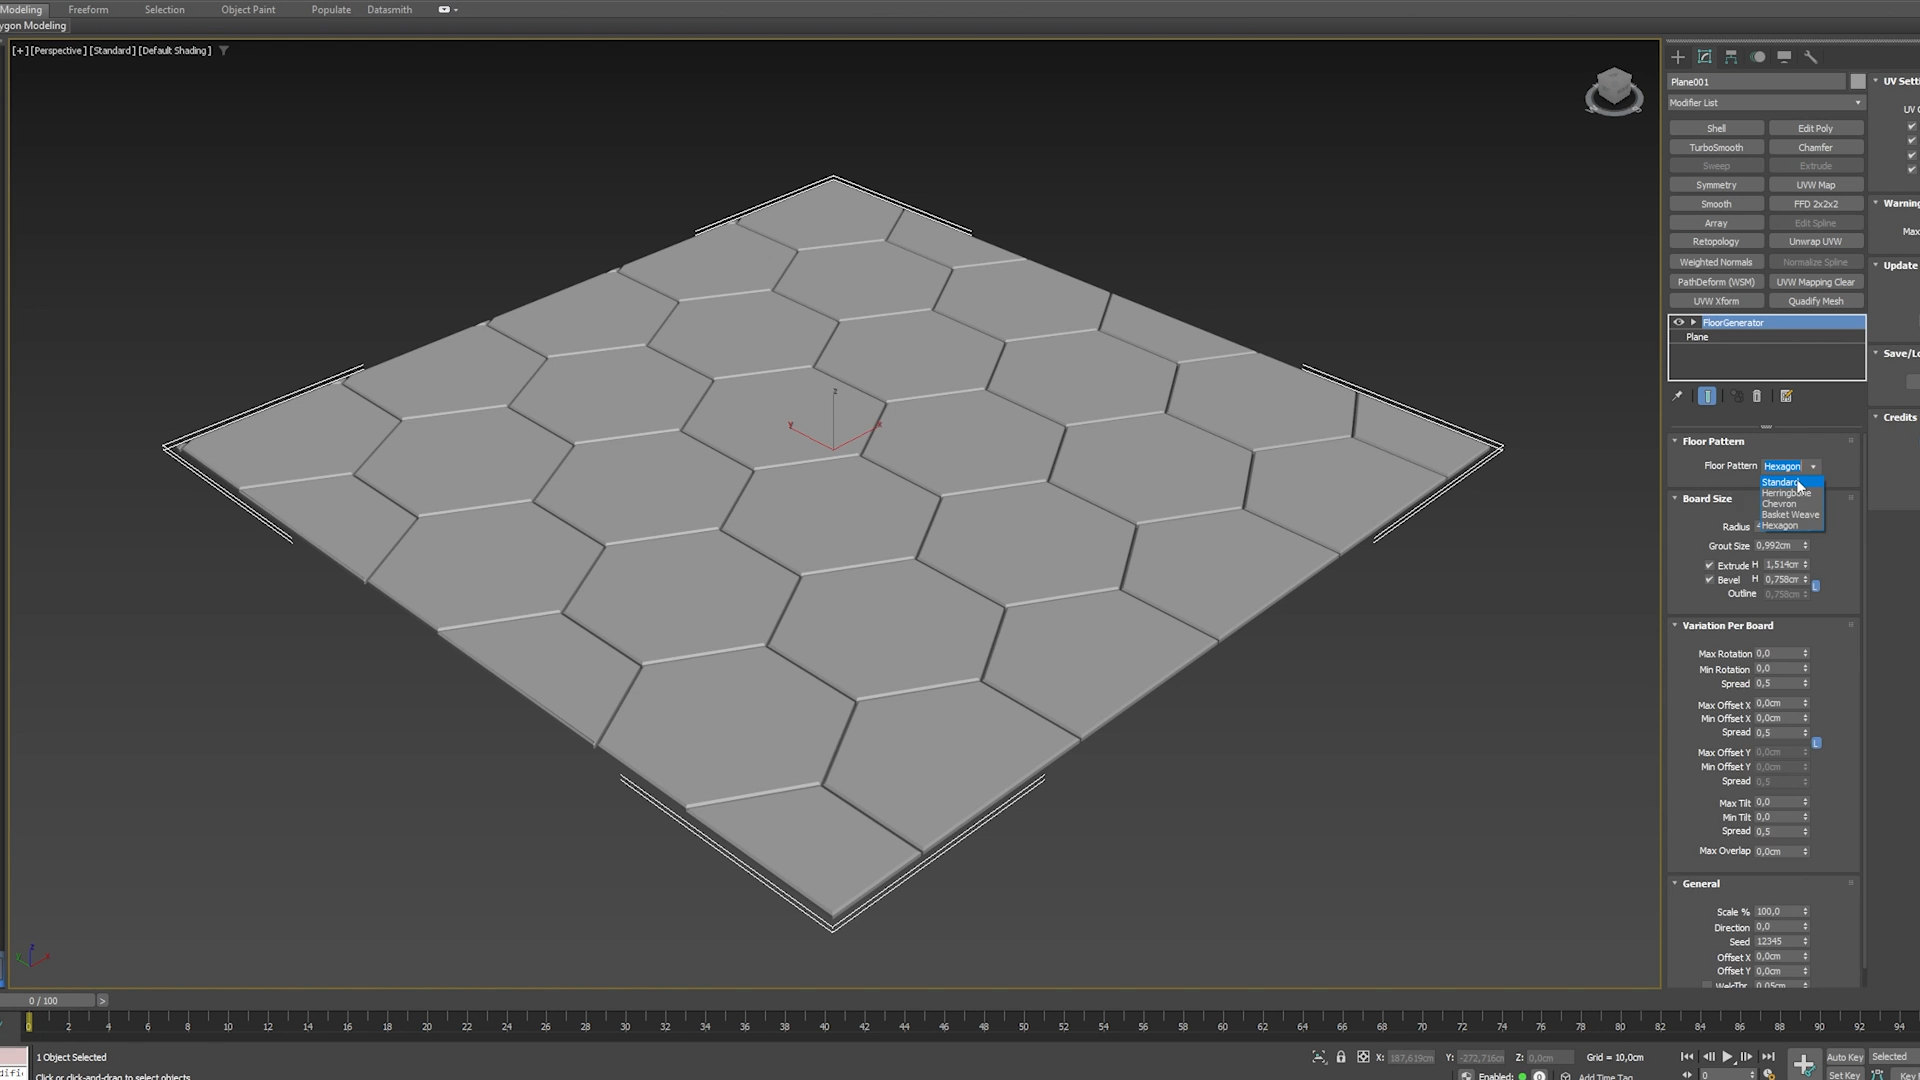 Modeling Freeform Selection Object Paint Populate Datasmith
ygon Modeling
[+] [Perspective] [Standard] [Default Shading]
Plane001
Modifier List
Shell Edit Poly
TurboSmooth Chamfer
Sweep Extrude
Symmetry UVW Map
Smooth FFD 2x2x2
Array Edit Spline
Retopology Unwrap UVW
Weighted Normals Normalize Spline
PathDeform (WSM) UVW Mapping Clear
UVW Xform Quadify Mesh
FloorGenerator
Plane
Floor Pattern
Floor Pattern Hexagon
Standard
Herringbone
Chevron
Basket Weave
Hexagon
Board Size
Radius
Grout Size 0,992cm
Extrude H 1,514cm
Bevel H 0,758cm
L
Outline 0,758cm
Variation Per Board
Max Rotation 0,0
Min Rotation 0,0
Spread 0,5
Max Offset X 0,0cm
Min Offset X 0,0cm
Spread 0,5
L
Max Offset Y 0,0cm
Min Offset Y 0,0cm
Spread 0,5
Max Tilt 0,0
Min Tilt 0,0
Spread 0,5
Max Overlap 0,0cm
General
Scale % 100,0
Direction 0,0
Seed 12345
Offset X 0,0cm
Offset Y 0,0cm
WeldThr. 0,05cm
UV Setti
UV C
Warning
Max
Update
Save/Lo
Credits
z
y x
z
y x
0 / 100 >
0 2 4 6 8 10 12 14 16 18 20 22 24 26 28 30 32 34 36 38 40 42 44 46 48 50 52 54 56 58 60 62 64 66 68 70 72 74 76 78 80 82 84 86 88 90 92 94
1 Object Selected
Click or click-and-drag to select objects
X: 187,619cm Y: -272,716cm Z: 0,0cm Grid = 10,0cm
Enabled: Add Time Tag
0
Auto Key Selected
Set Key Key F